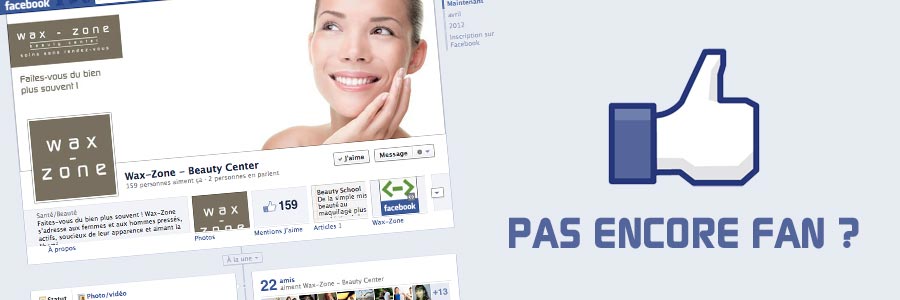 facebook
wax - zone
beauty center
soins sans rendez-vous
Faites-vous du bien
plus souvent !
wax
-
zone
Wax-Zone - Beauty Center
159 personnes aiment ça · 2 personnes en parlent
J'aime
Message
Santé/Beauté
Faites-vous du bien plus souvent ! Wax-Zone
s'adresse aux femmes et aux hommes pressés,
actifs, soucieux de leur apparence et aimant la
À propos
wax
zone
Photos
159
Mentions J'aime
Beauty School
De la simple mis
beauté au
maquillage plus
Articles 1
facebook
Wax-Zone
Maintenant
avril
2012
Inscription sur
Facebook
À la une
Statut
Photo/vidéo
22 amis
aiment Wax-Zone - Beauty Center
+13
PAS ENCORE FAN ?